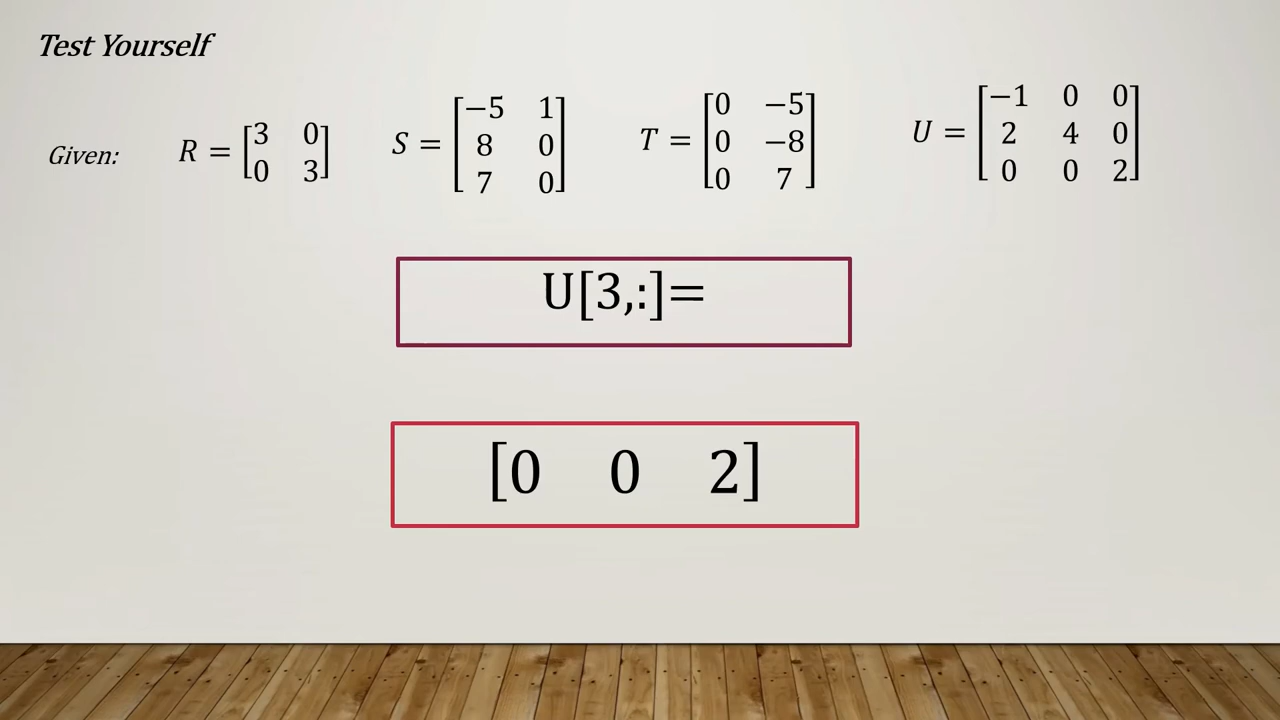 Test Yourself
Given: R = [3 0; 0 3] S = [−5 1; 8 0; 7 0] T = [0 −5; 0 −8; 0 7] U = [−1 0 0; 2 4 0; 0 0 2]
U[3,:]=
[0 0 2]